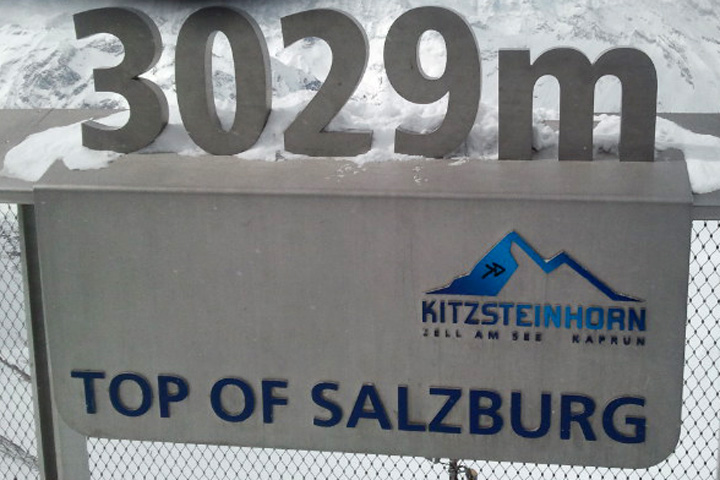 3029m
KITZSTEINHORN
ZELL AM SEE KAPRUN
TOP OF SALZBURG